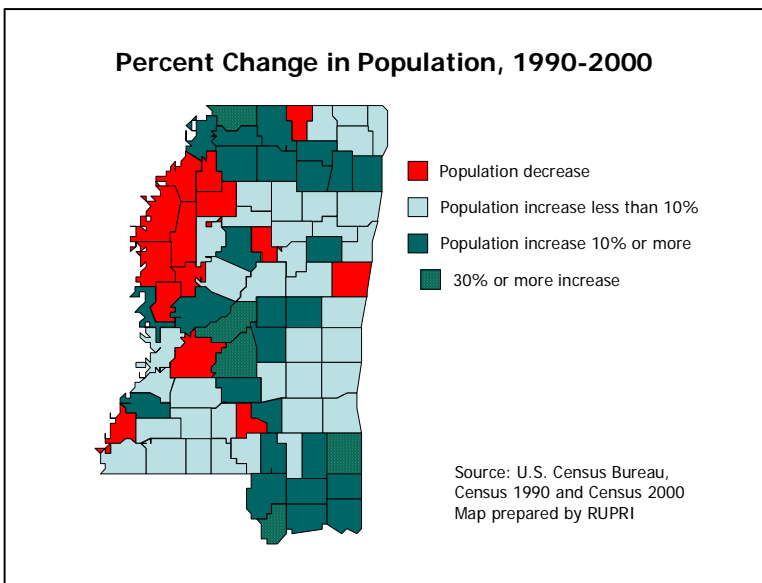 Percent Change in Population, 1990-2000
Population decrease
Population increase less than 10%
Population increase 10% or more
30% or more increase
Source: U.S. Census Bureau,
Census 1990 and Census 2000
Map prepared by RUPRI